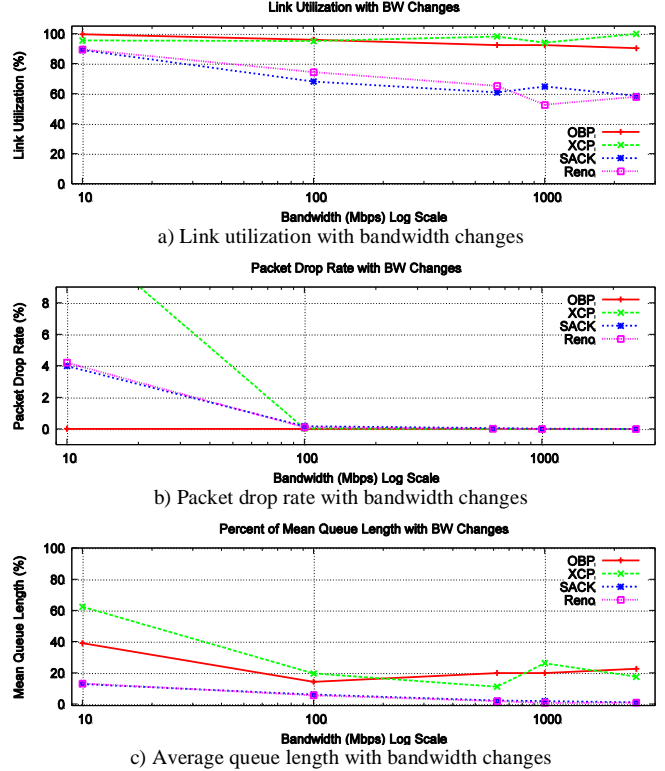 Link Utilization with BW Changes
100
80
60
40
20
0
Link Utilization (%)
OBP
XCP
SACK
Reno
10
100
1000
Bandwidth (Mbps) Log Scale
a) Link utilization with bandwidth changes
Packet Drop Rate with BW Changes
8
6
4
2
0
Packet Drop Rate (%)
OBP
XCP
SACK
Reno
10
100
1000
Bandwidth (Mbps) Log Scale
b) Packet drop rate with bandwidth changes
Percent of Mean Queue Length with BW Changes
100
80
60
40
20
0
Mean Queue Length (%)
OBP
XCP
SACK
Reno
10
100
1000
Bandwidth (Mbps) Log Scale
c) Average queue length with bandwidth changes